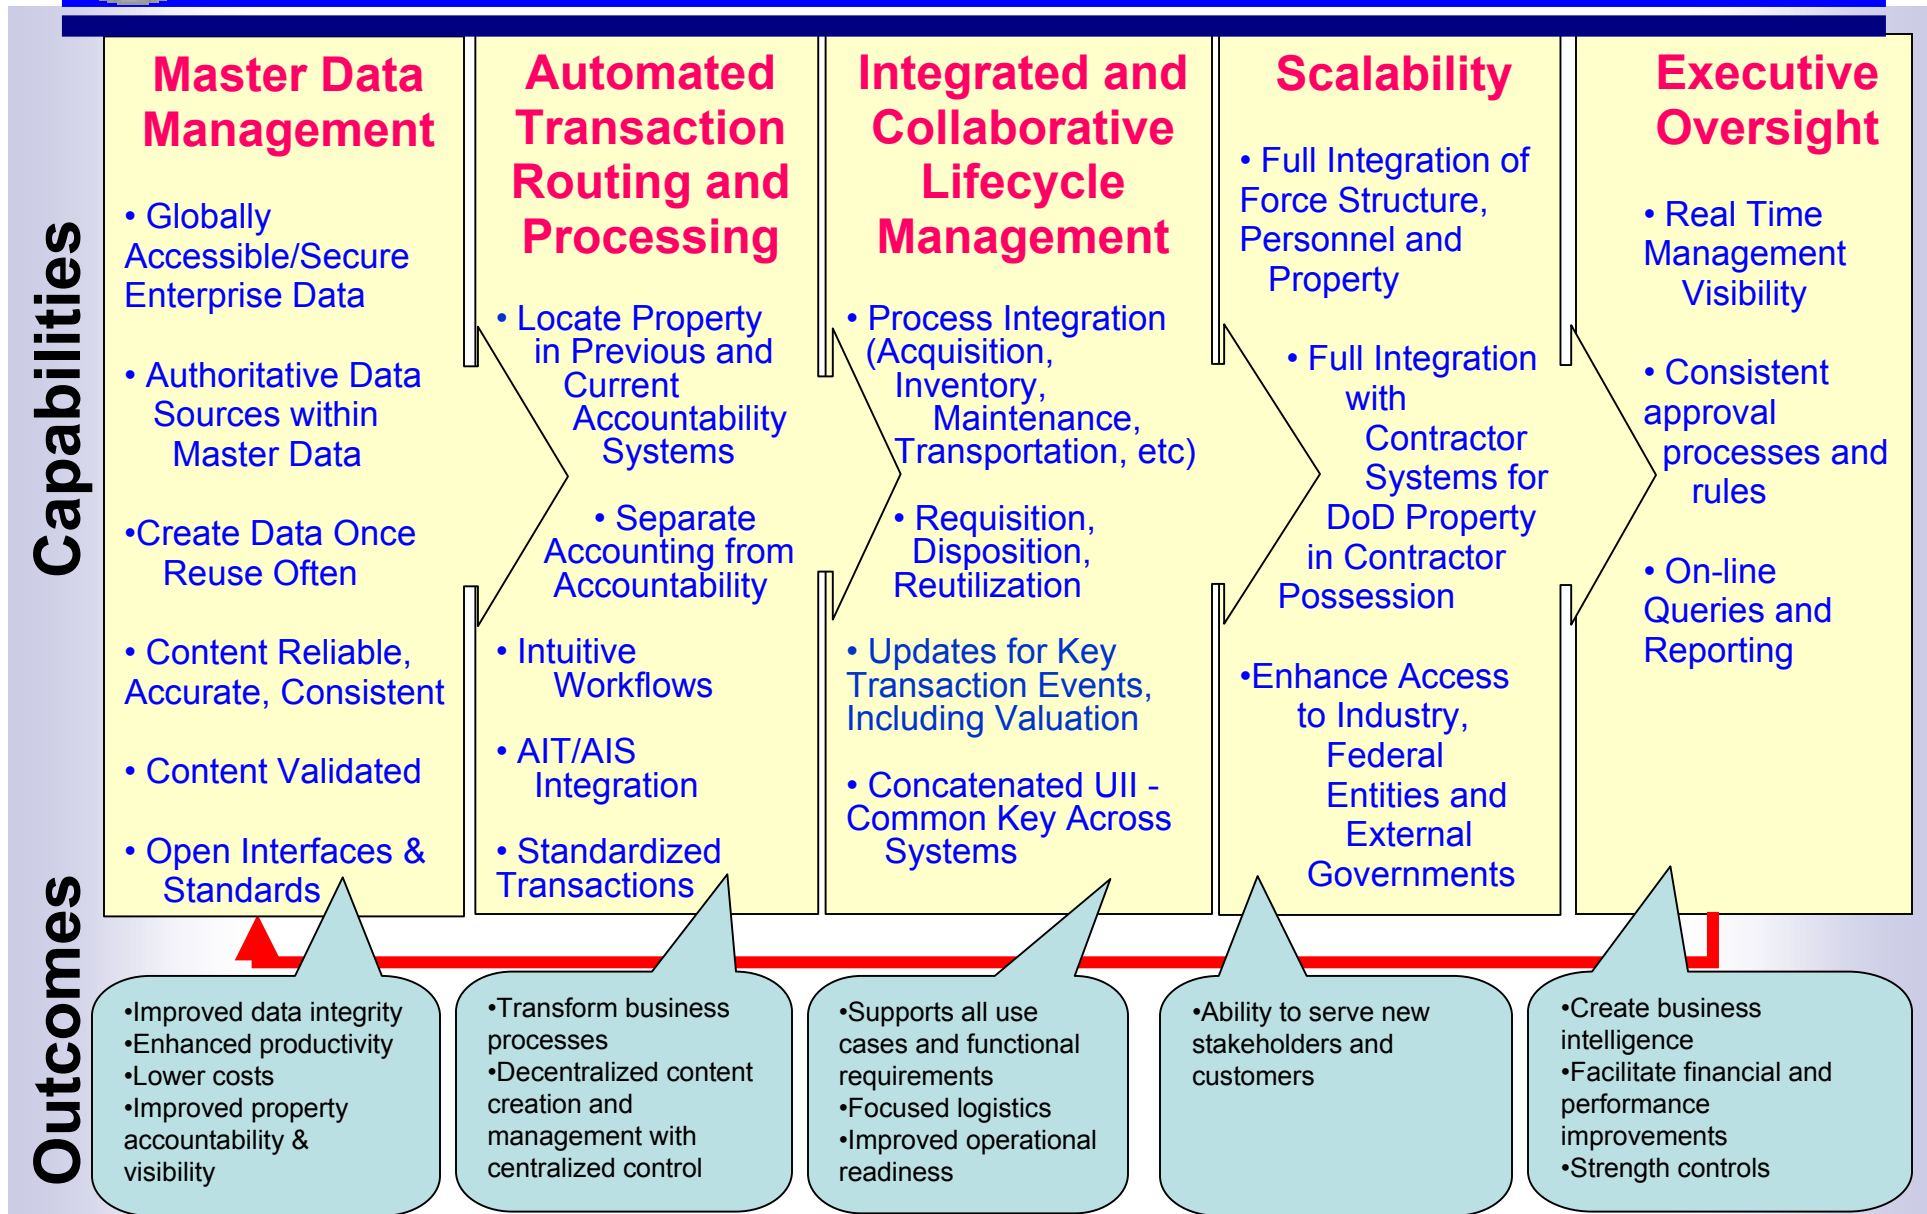 Capabilities
Master Data
Management
• Globally
Accessible/Secure
Enterprise Data
• Authoritative Data
Sources within
Master Data
•Create Data Once
Reuse Often
• Content Reliable,
Accurate, Consistent
• Content Validated
• Open Interfaces &
Standards
Automated
Transaction
Routing and
Processing
• Locate Property
in Previous and
Current
Accountability
Systems
• Separate
Accounting from
Accountability
• Intuitive
Workflows
• AIT/AIS
Integration
• Standardized
Transactions
Integrated and
Collaborative
Lifecycle
Management
• Process Integration
(Acquisition,
Inventory,
Maintenance,
Transportation, etc)
• Requisition,
Disposition,
Reutilization
• Updates for Key
Transaction Events,
Including Valuation
• Concatenated UII -
Common Key Across
Systems
Scalability
• Full Integration of
Force Structure,
Personnel and
Property
• Full Integration
with
Contractor
Systems for
DoD Property
in Contractor
Possession
•Enhance Access
to Industry,
Federal
Entities and
External
Governments
Executive
Oversight
• Real Time
Management
Visibility
• Consistent
approval
processes and
rules
• On-line
Queries and
Reporting
Outcomes
•Improved data integrity
•Enhanced productivity
•Lower costs
•Improved property
accountability &
visibility
•Transform business
processes
•Decentralized content
creation and
management with
centralized control
•Supports all use
cases and functional
requirements
•Focused logistics
•Improved operational
readiness
•Ability to serve new
stakeholders and
customers
•Create business
intelligence
•Facilitate financial and
performance
improvements
•Strength controls